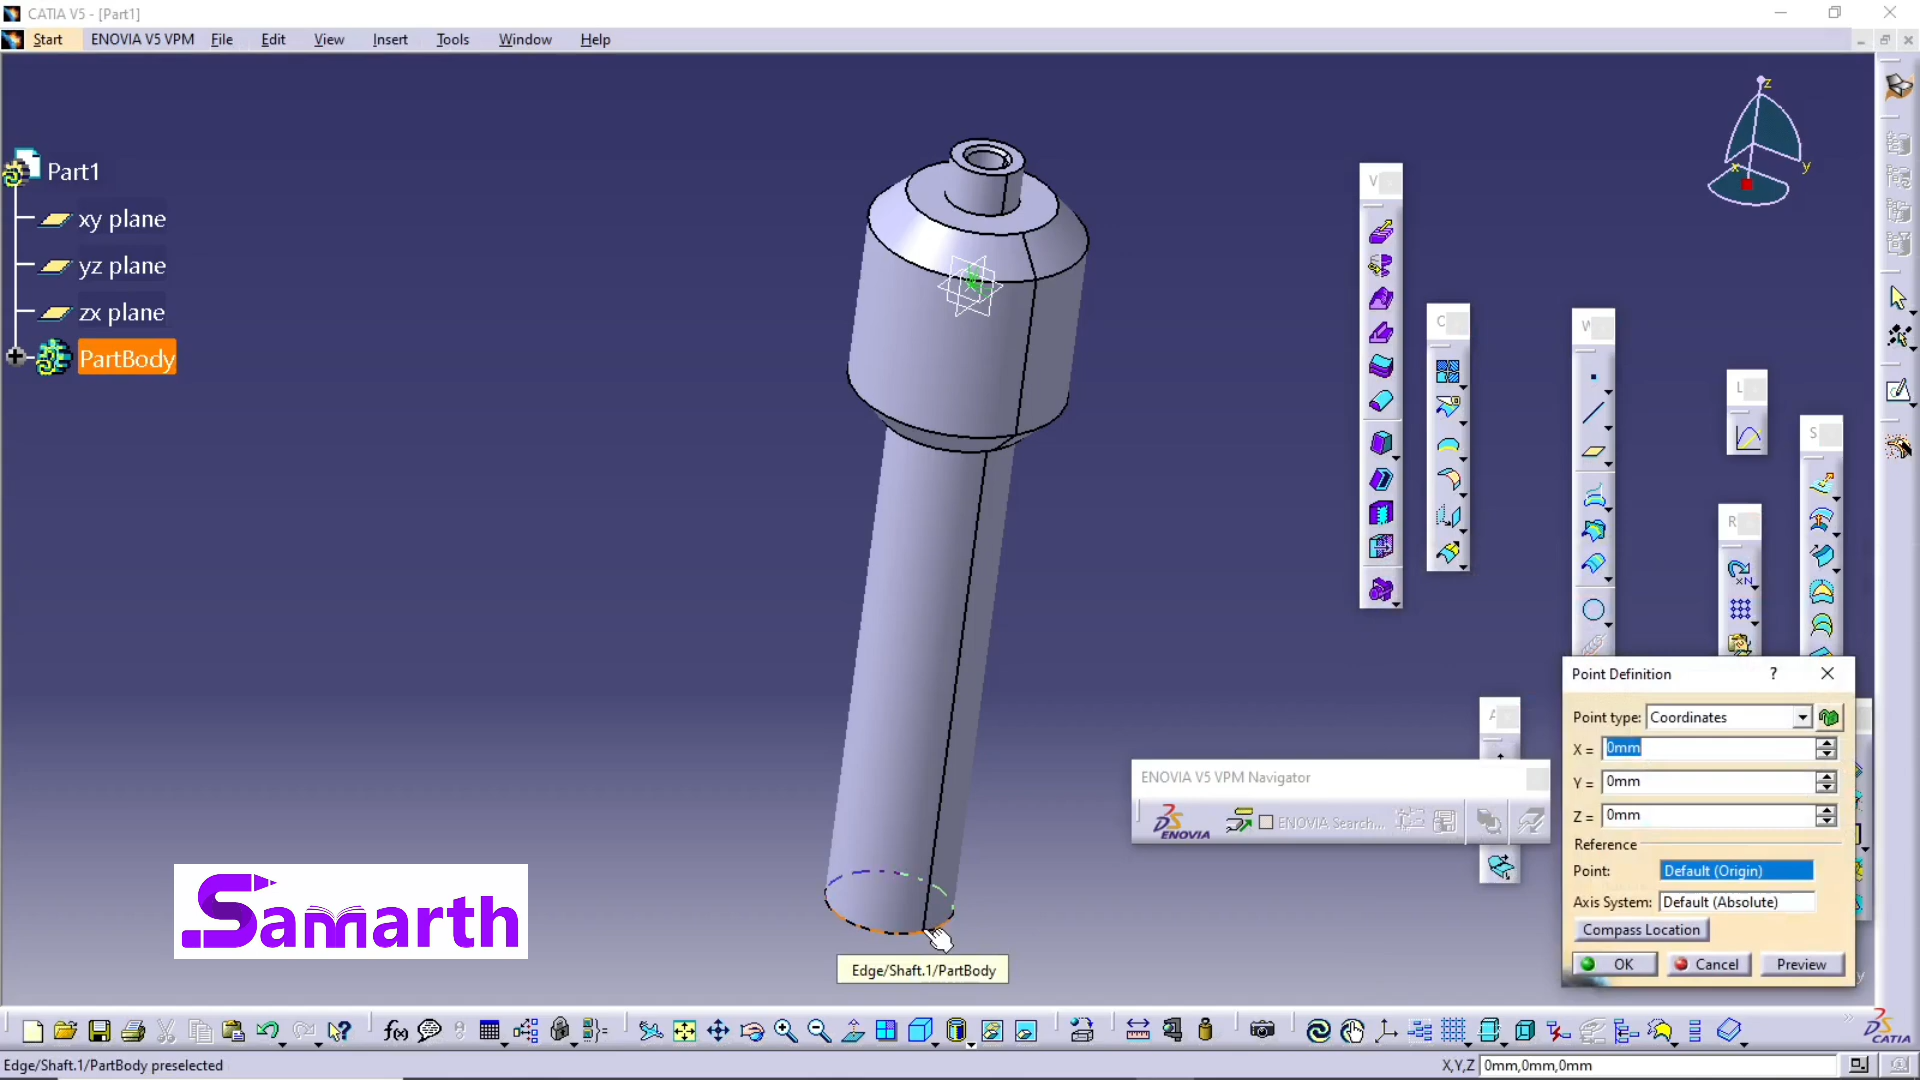 CATIA V5 - [Part1]
Start ENOVIA V5 VPM File Edit View Insert Tools Window Help
Part1
xy plane
yz plane
zx plane
PartBody
z
x
y
V
C
W
L
S
R
A
Point Definition ?
Point type: Coordinates
X = 0mm
Y = 0mm
Z = 0mm
Reference
Point: Default (Origin)
Axis System: Default (Absolute)
Compass Location
OK Cancel Preview
ENOVIA V5 VPM Navigator
ENOVIA ENOVIA Search...
Samarth
Edge/Shaft.1/PartBody
f(x)
CATIA
Edge/Shaft.1/PartBody preselected
X,Y,Z 0mm,0mm,0mm